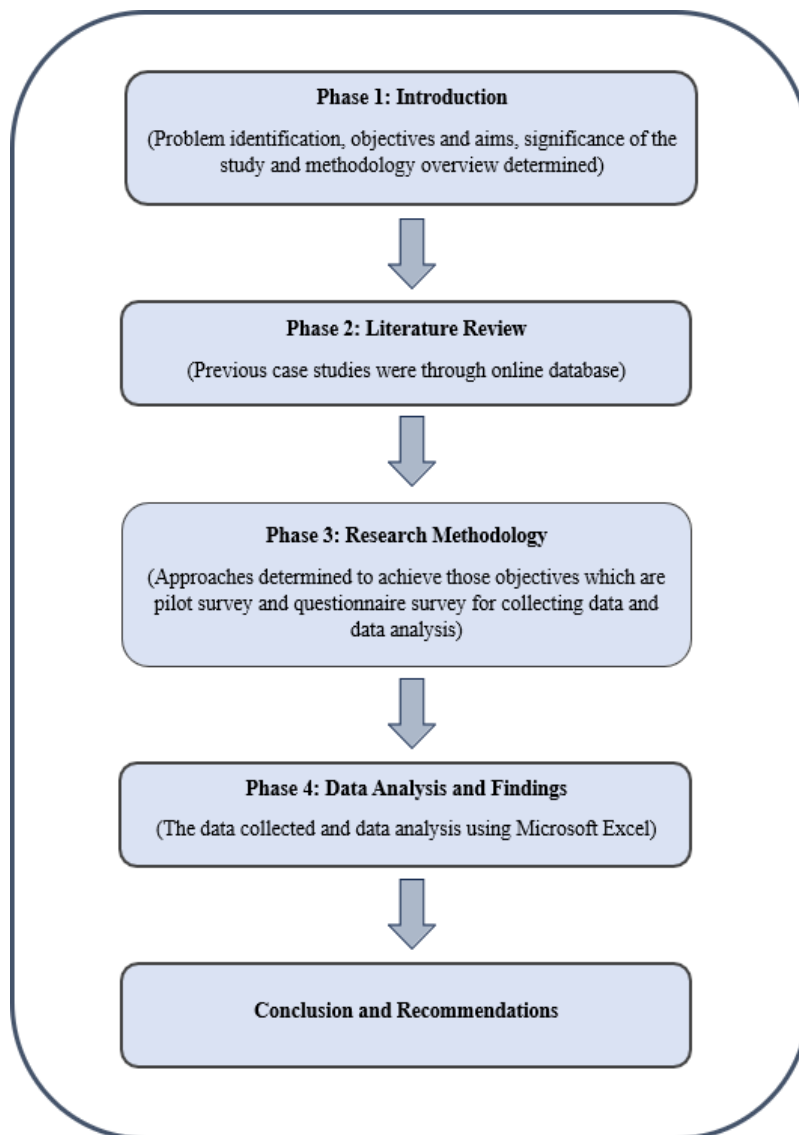 Phase 1: Introduction
(Problem identification, objectives and aims, significance of the
study and methodology overview determined)
Phase 2: Literature Review
(Previous case studies were through online database)
Phase 3: Research Methodology
(Approaches determined to achieve those objectives which are
pilot survey and questionnaire survey for collecting data and
data analysis)
Phase 4: Data Analysis and Findings
(The data collected and data analysis using Microsoft Excel)
Conclusion and Recommendations